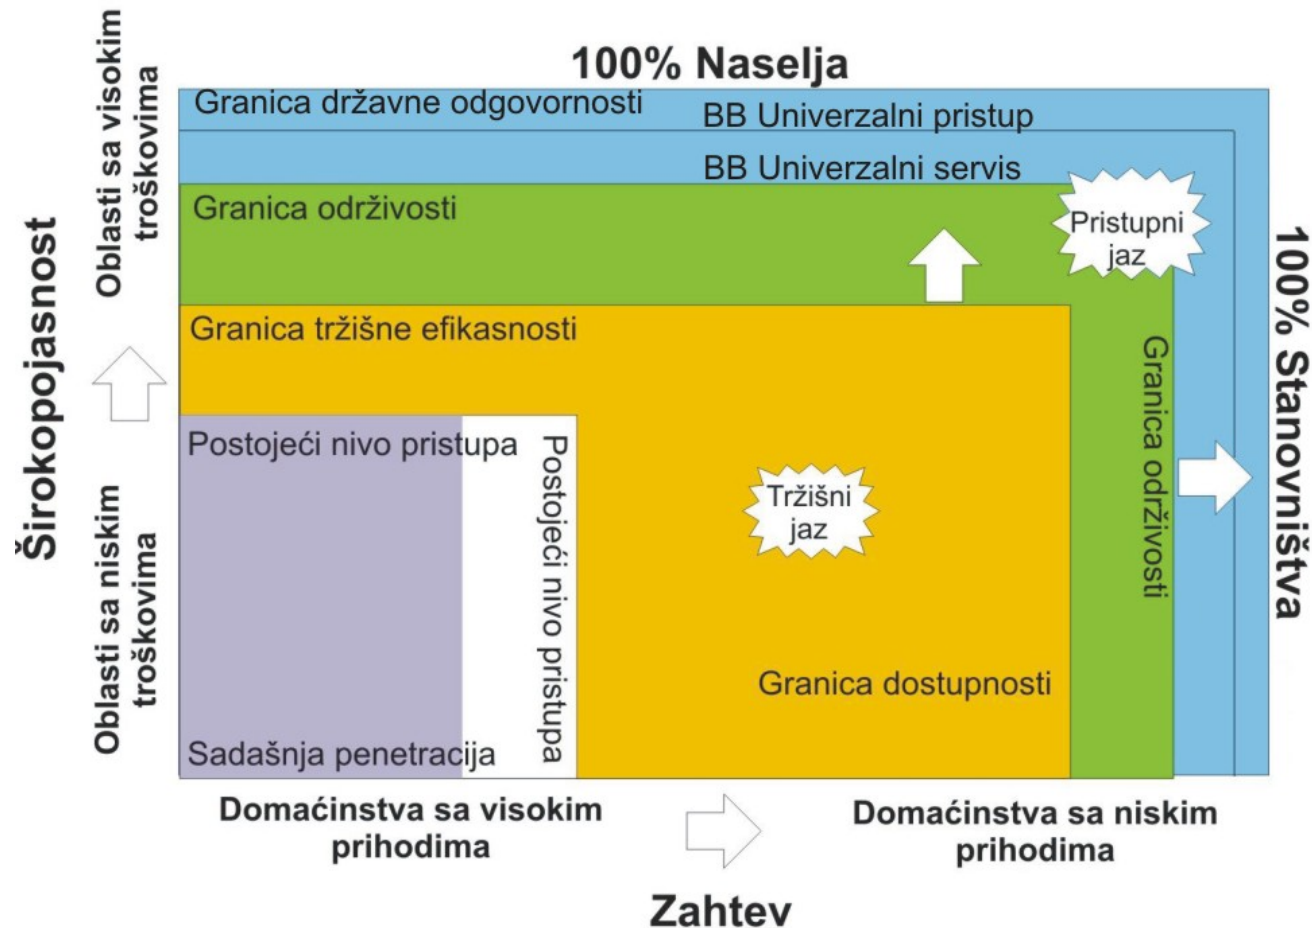 100% Naselja
Granica državne odgovornosti
BB Univerzalni pristup
BB Univerzalni servis
Granica održivosti
Pristupni
jaz
Granica tržišne efikasnosti
Postojeći nivo pristupa
Postojeći nivo pristupa
Tržišni
jaz
Granica održivosti
Granica dostupnosti
Sadašnja penetracija
100% Stanovništva
Širokopojasnost
Oblasti sa visokim
troškovima
Oblasti sa niskim
troškovima
Domaćinstva sa visokim
prihodima
Domaćinstva sa niskim
prihodima
Zahtev